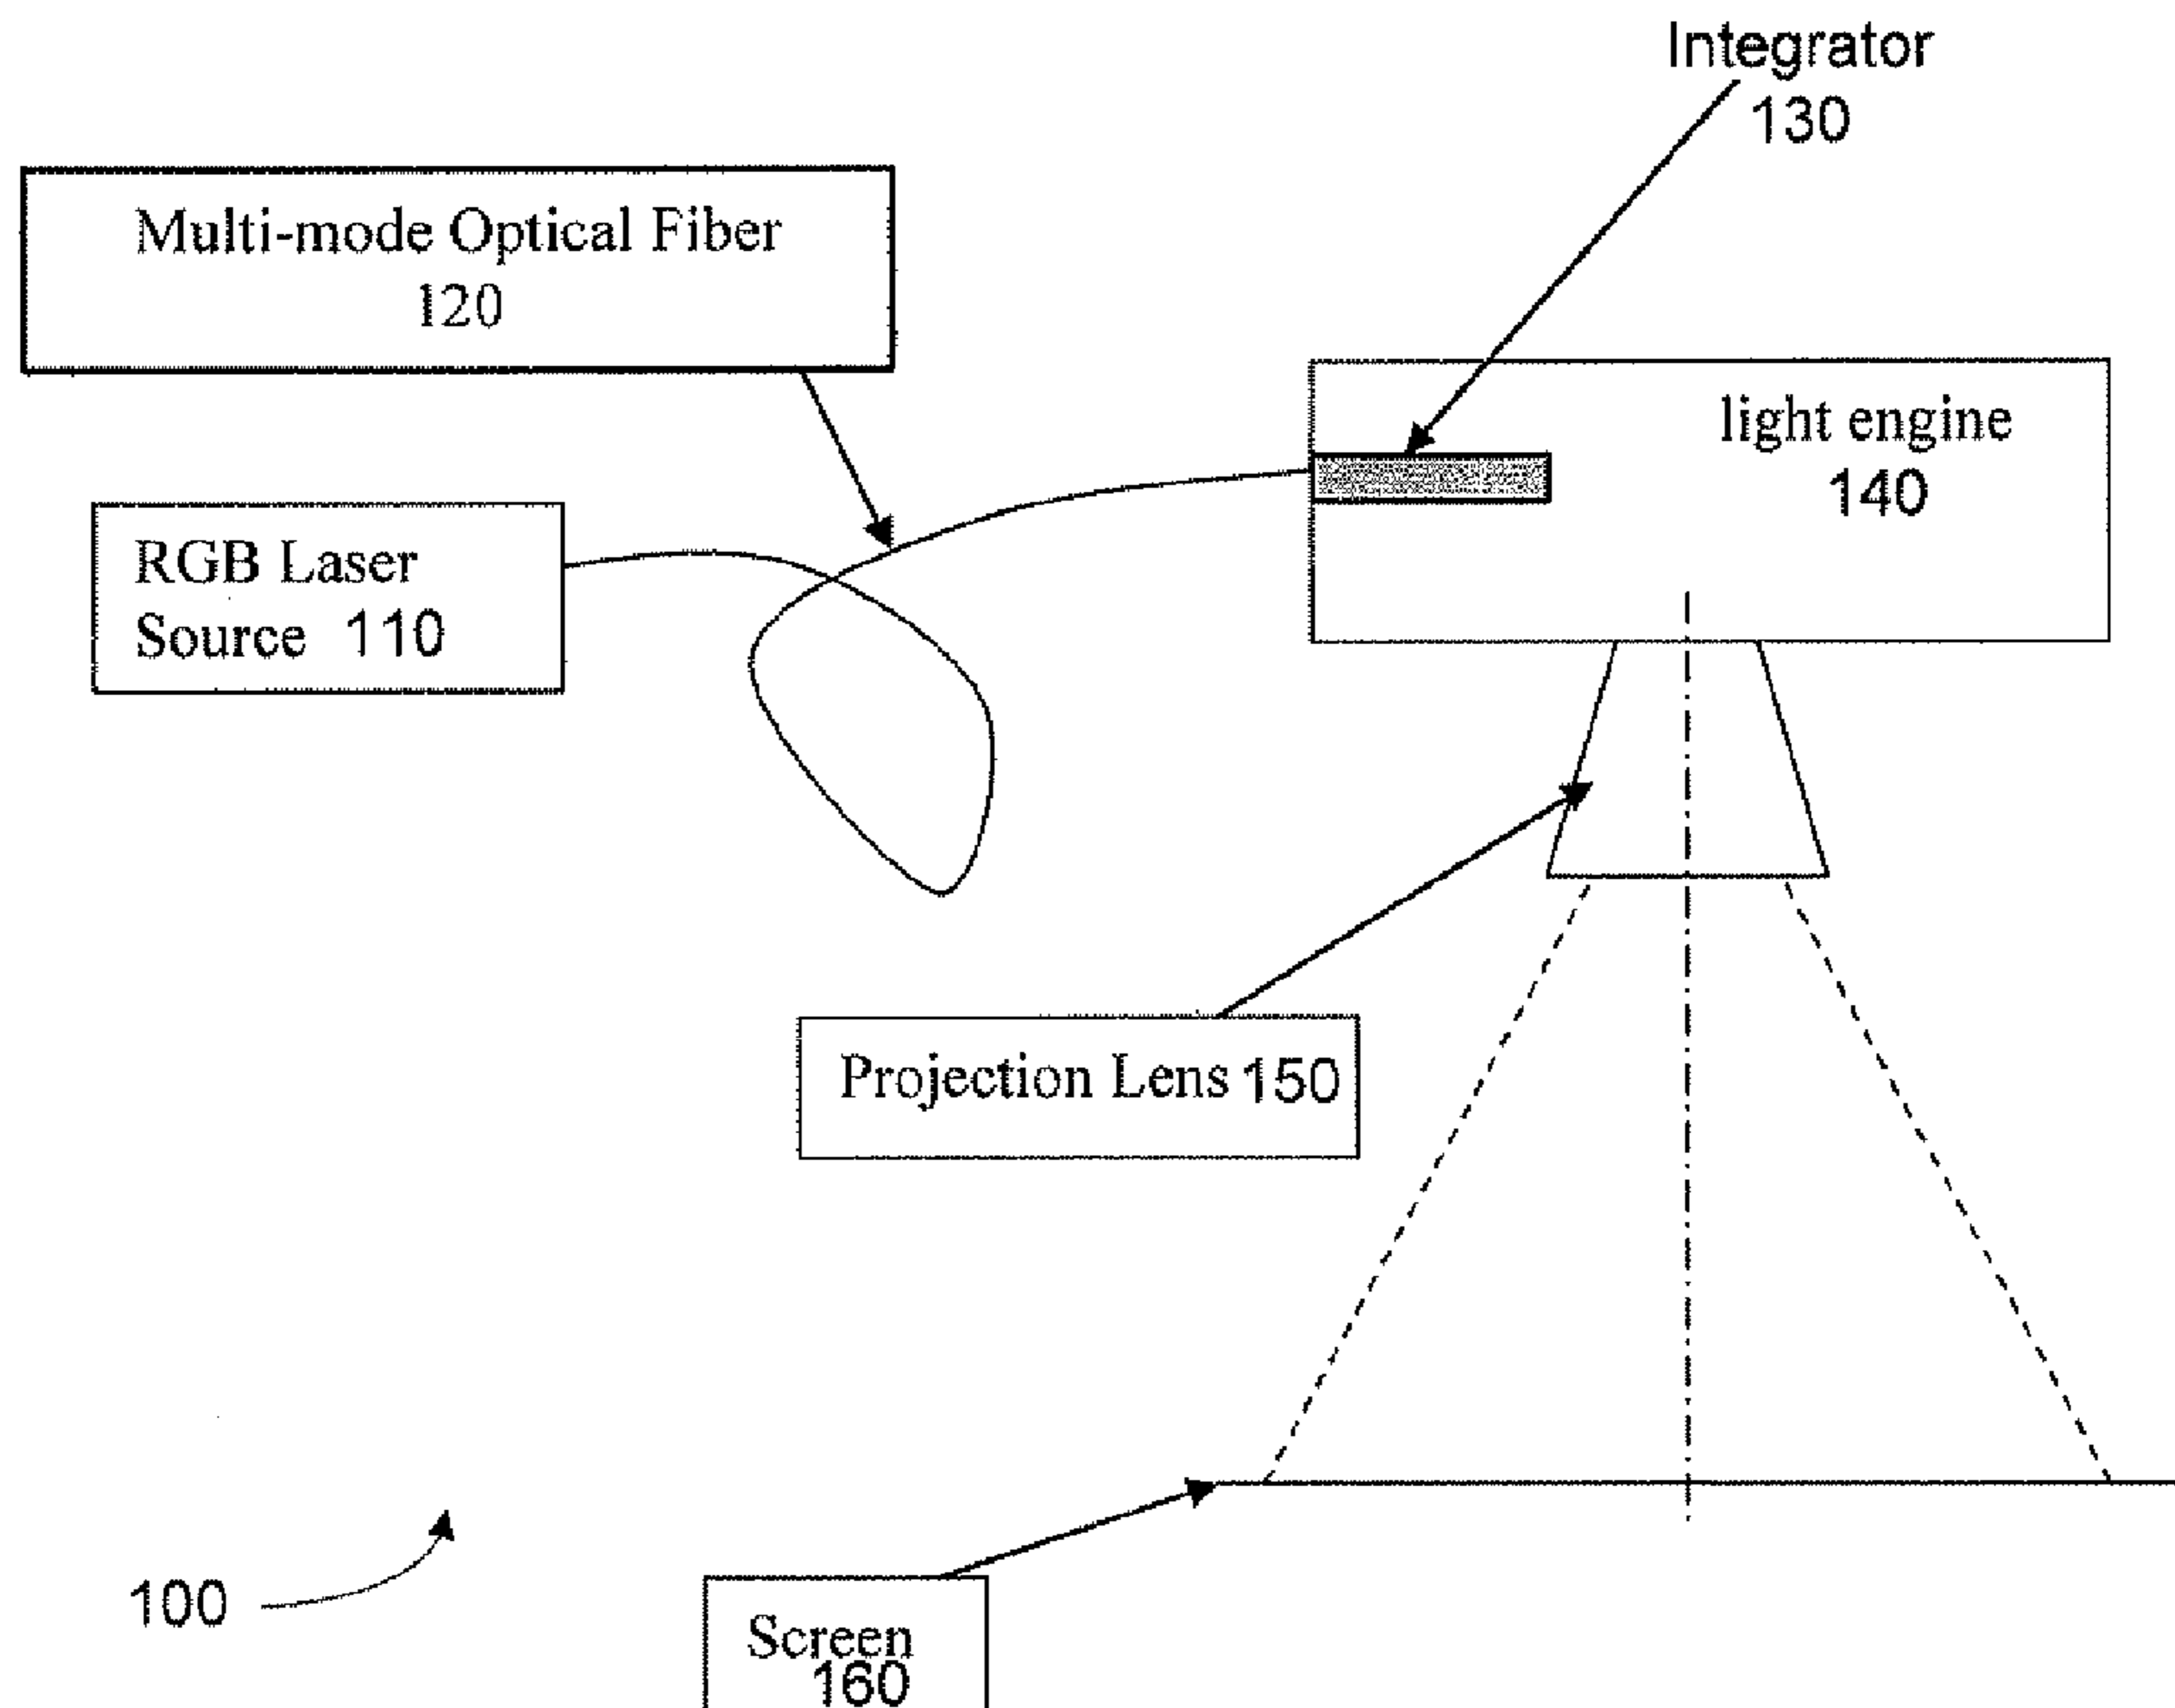 Integrator
130
Multi-mode Optical Fiber
120
light engine
140
RGB Laser
Source 110
Projection Lens 150
100
Screen
160